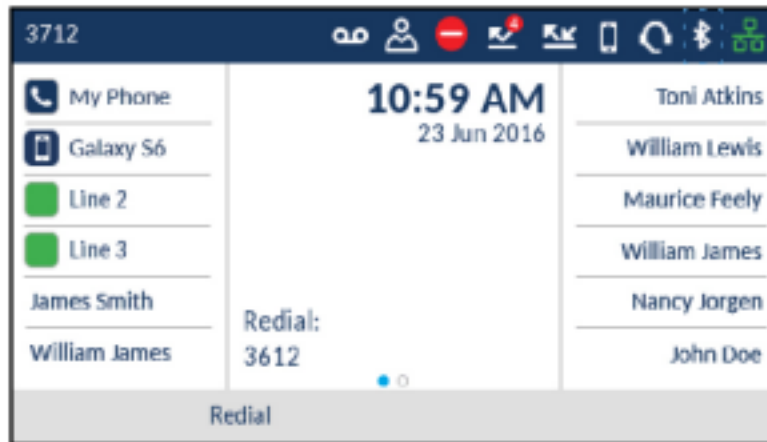 3712
4
My Phone
Galaxy S6
Line 2
Line 3
James Smith
William James
10:59 AM
23 Jun 2016
Redial:
3612
Toni Atkins
William Lewis
Maurice Feely
William James
Nancy Jorgen
John Doe
Redial